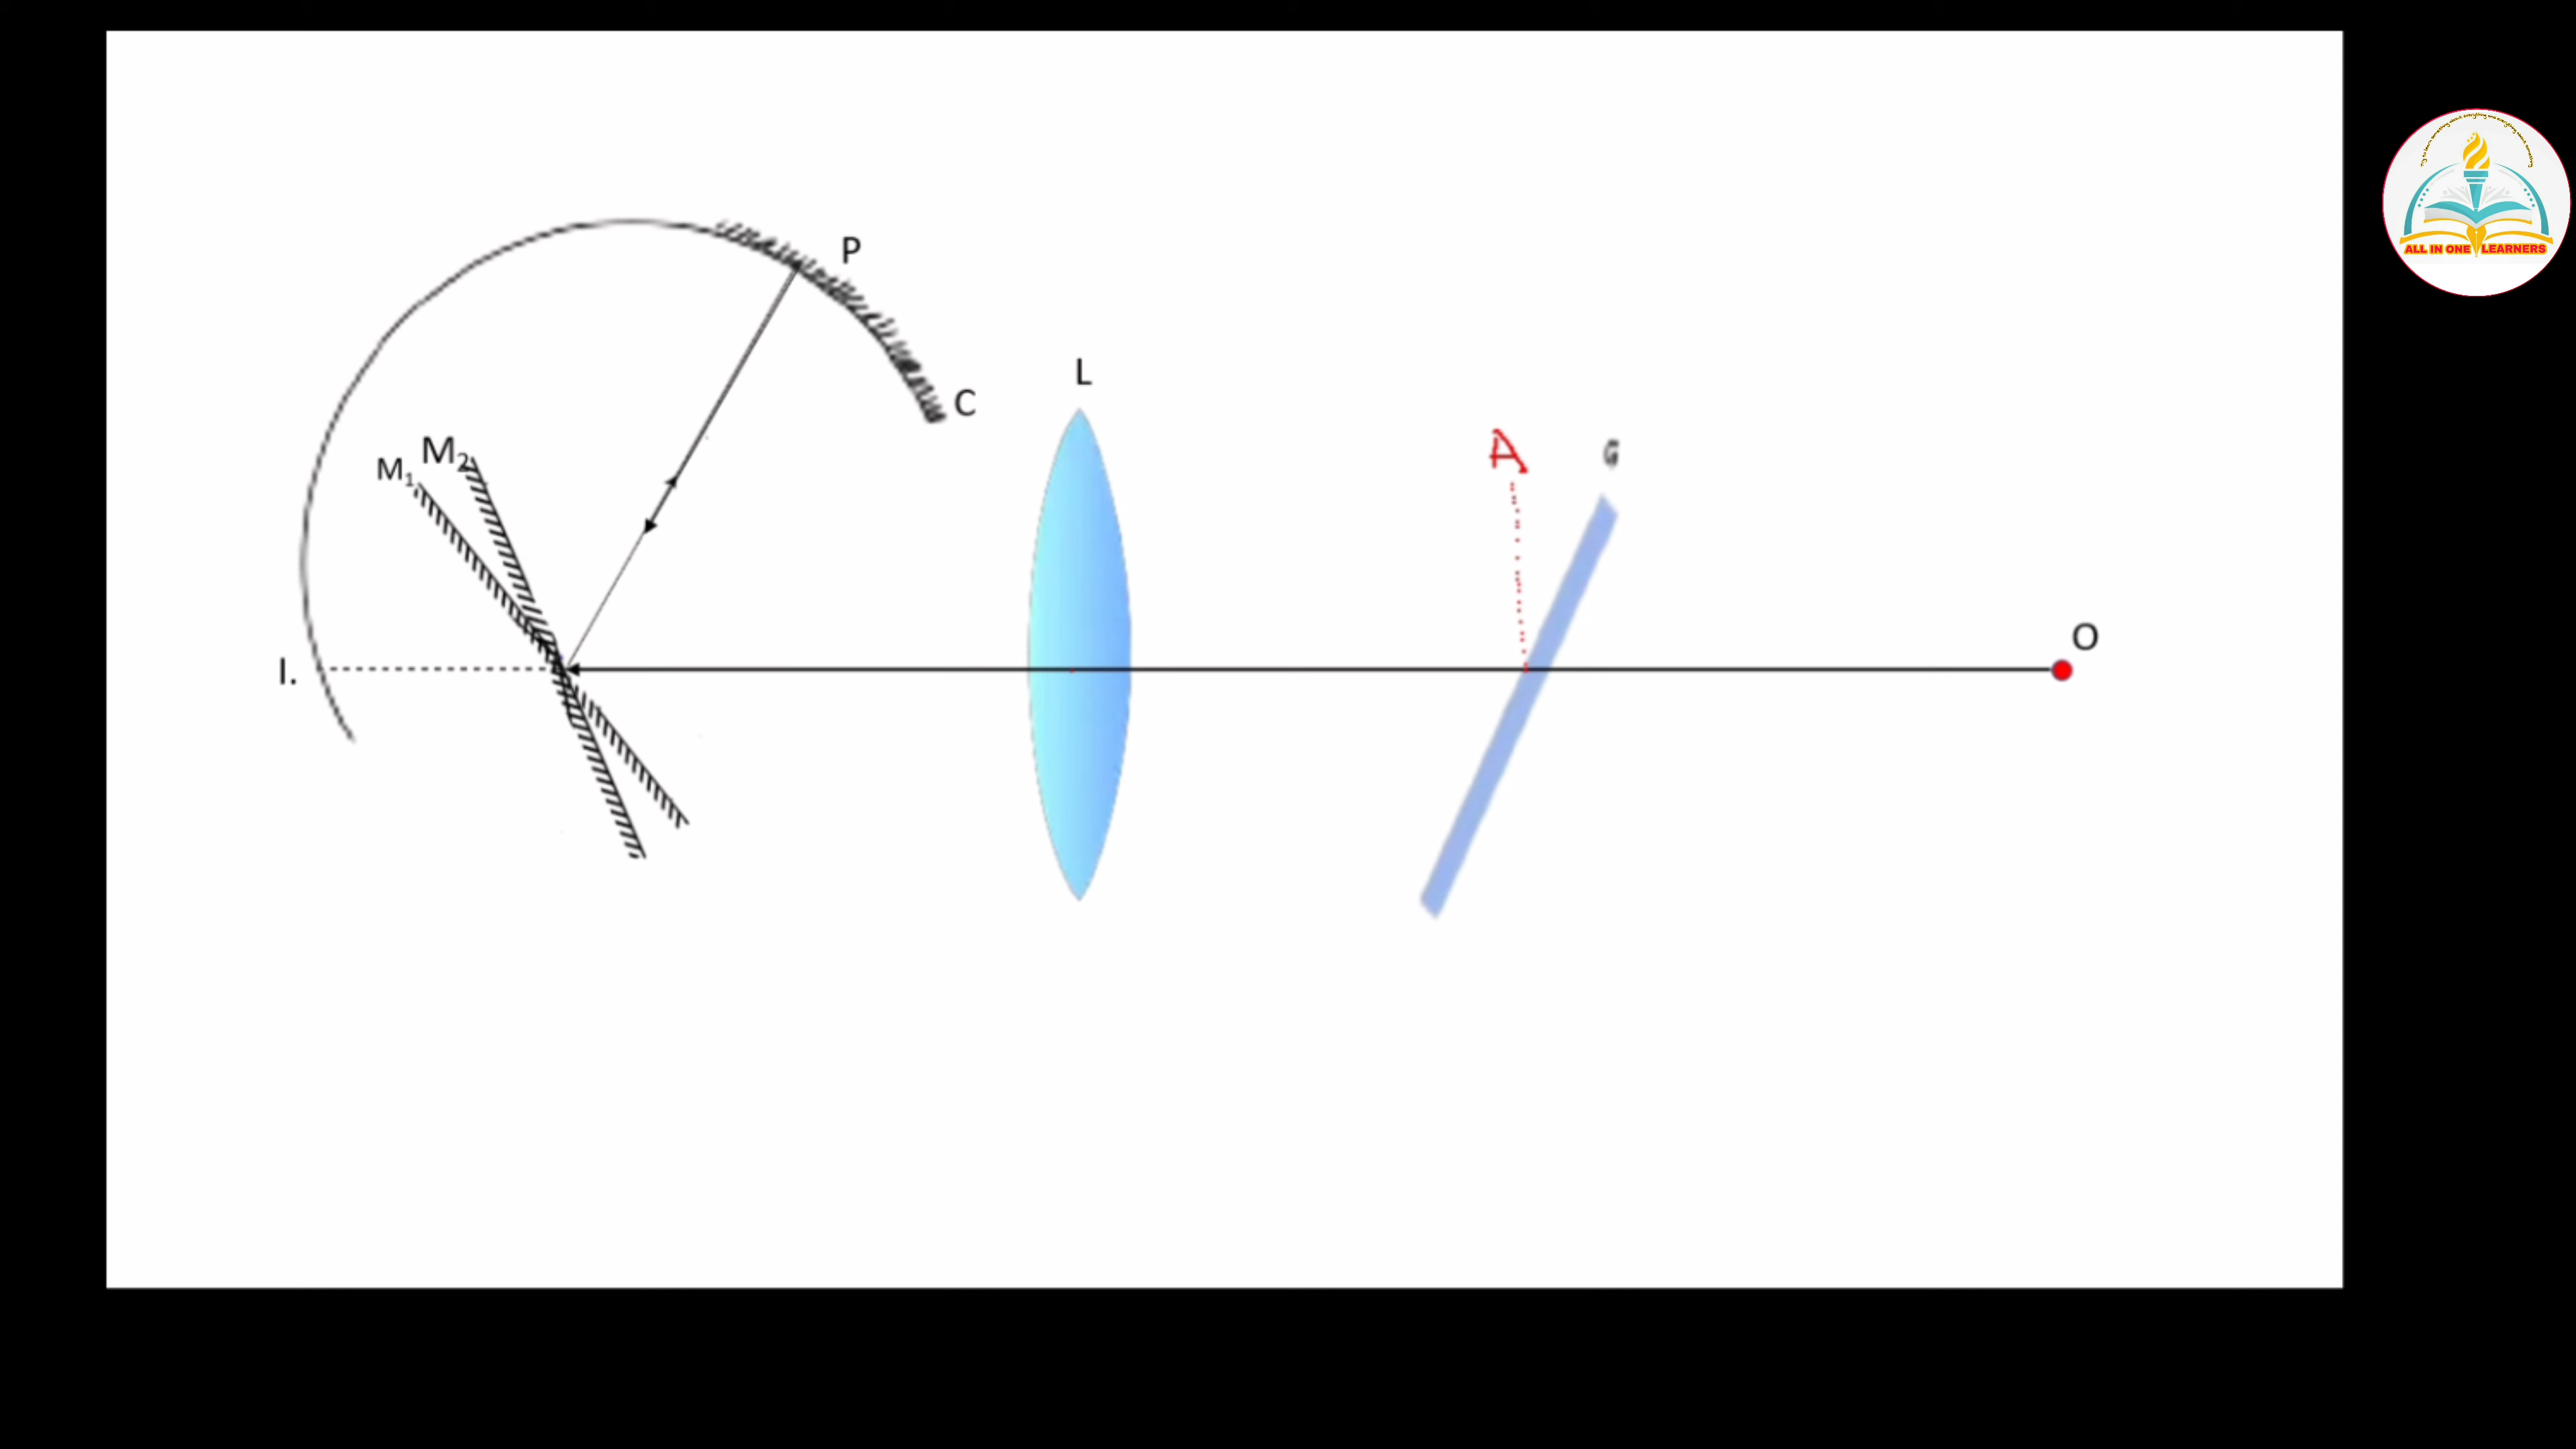 P
C
L
M₂
M₁
A
G
O
I.
ALL IN ONE LEARNERS